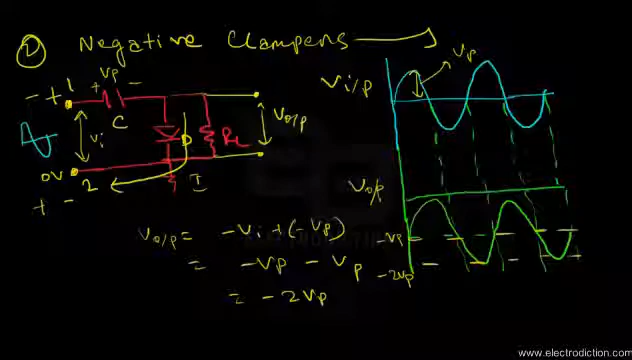 ② Negative Clampers
- + 1
+ Vp -
C
Vi
D
RL
Vo/p
0V
2
+ -
I
Vi/p
Vp
Vo/p
-Vp
-2Vp
Vo/p = -Vi + (-Vp)
= -Vp - Vp
= -2Vp
www.electrodiction.com